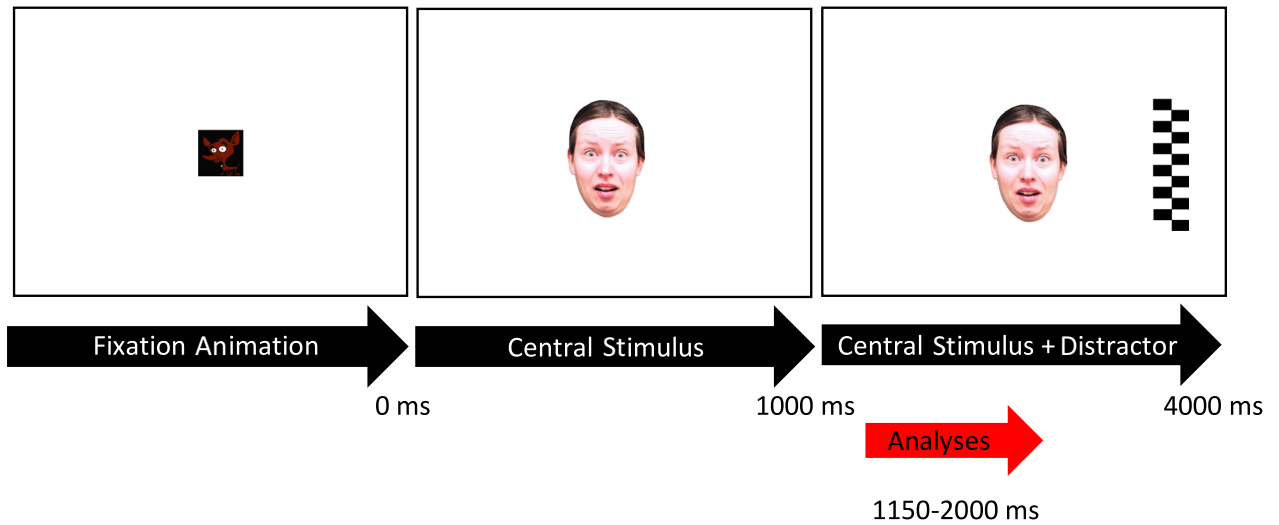 Fixation Animation
Central Stimulus
Central Stimulus + Distractor
0 ms
1000 ms
4000 ms
Analyses
1150-2000 ms